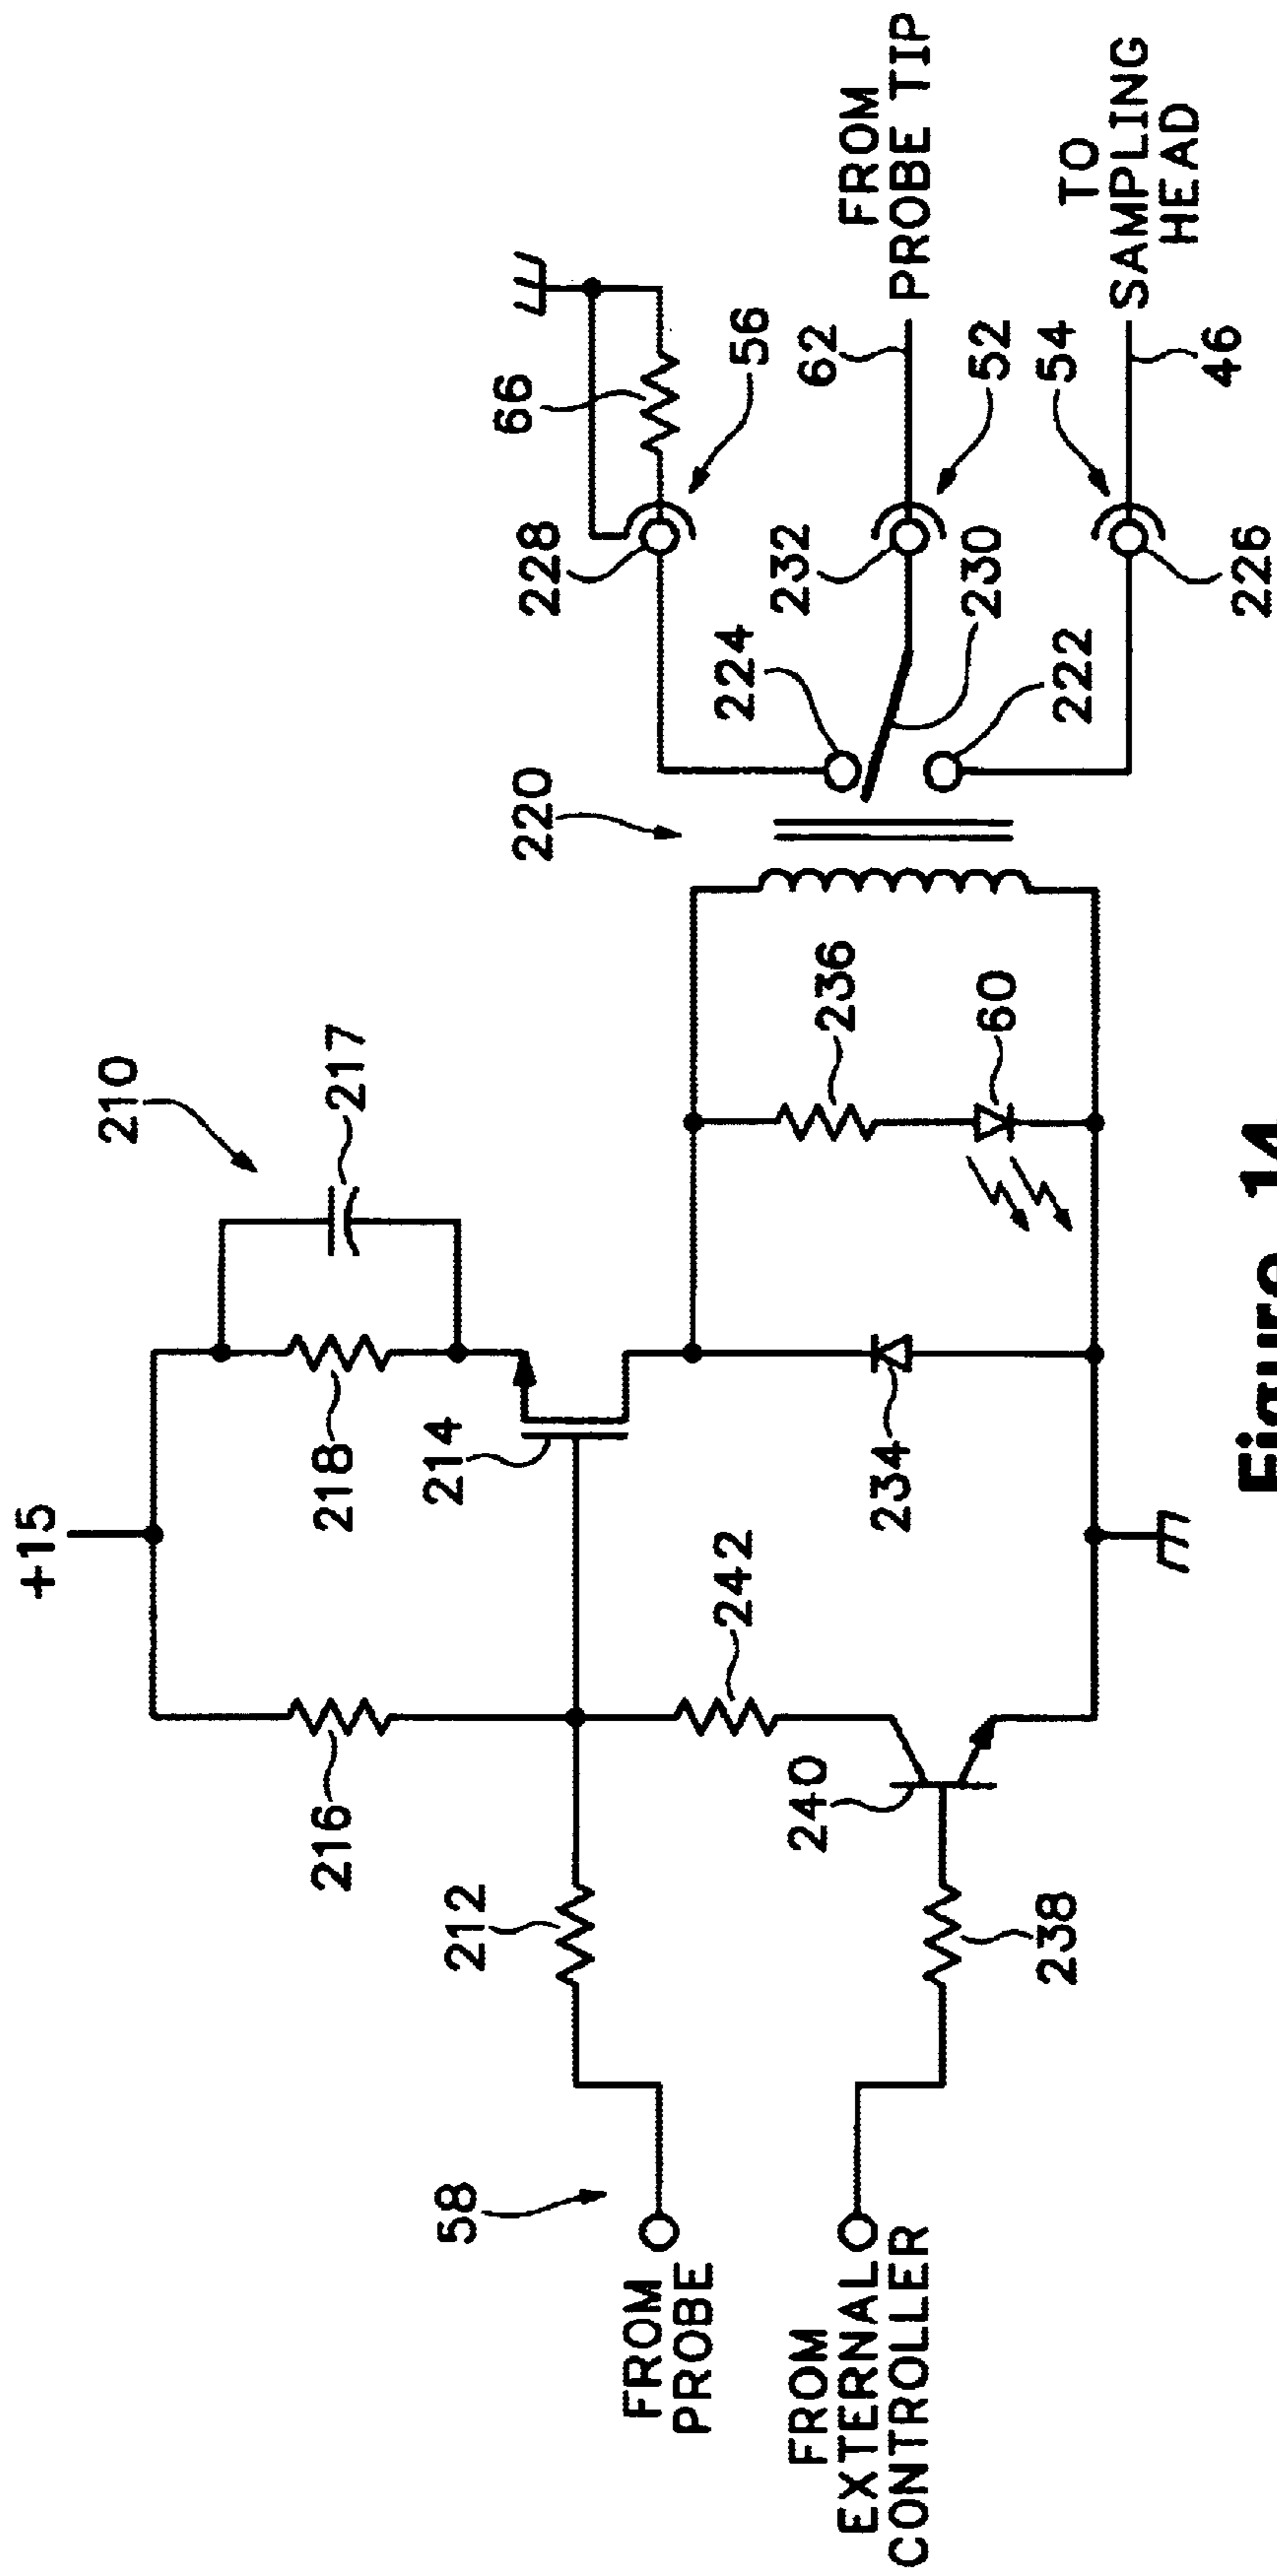 +15
210
217
216
218
214
212
242
58
FROM
PROBE
FROM
EXTERNAL
CONTROLLER
238
240
234
236
60
220
224
222
230
228
232
226
66
56
62
52
54
46
FROM
PROBE TIP
TO
SAMPLING
HEAD
Figure 14